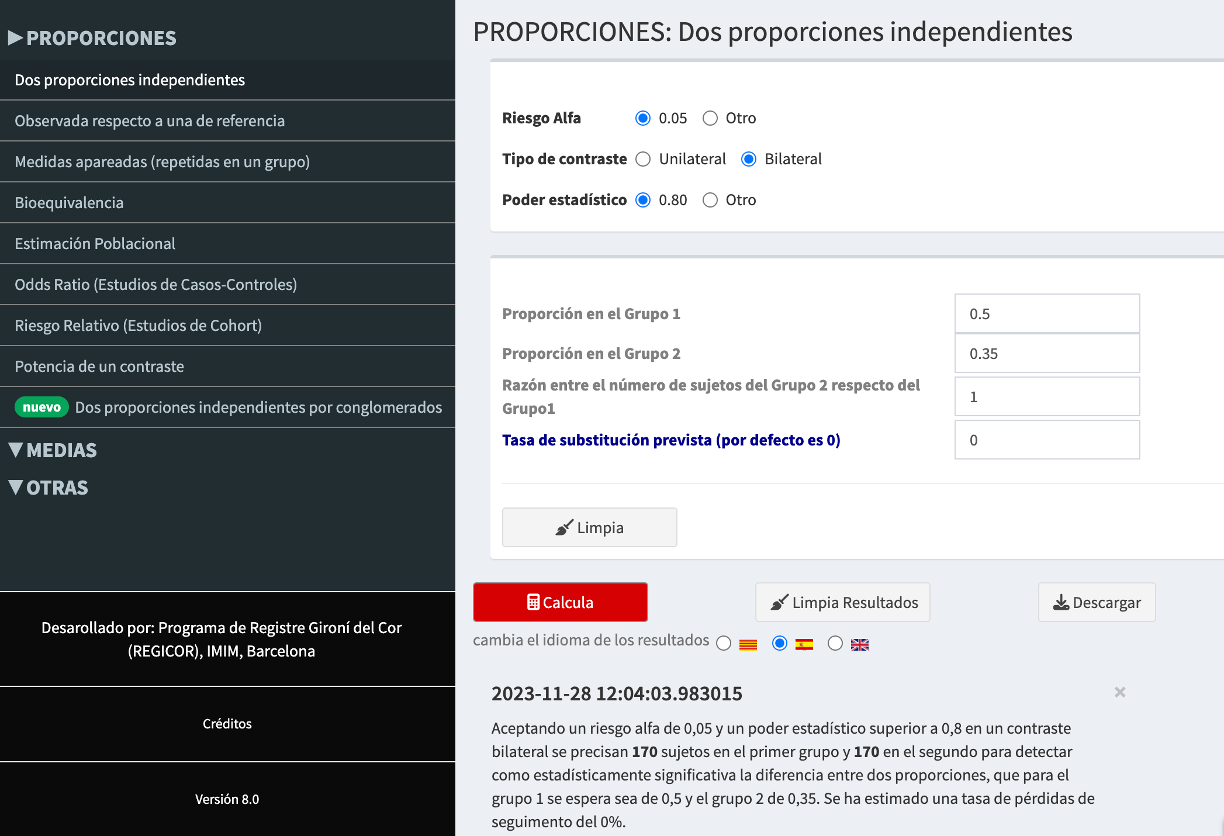 PROPORCIONES
Dos proporciones independientes
Observada respecto a una de referencia
Medidas apareadas (repetidas en un grupo)
Bioequivalencia
Estimación Poblacional
Odds Ratio (Estudios de Casos-Controles)
Riesgo Relativo (Estudios de Cohort)
Potencia de un contraste
nuevo Dos proporciones independientes por conglomerados
MEDIAS
OTRAS
Desarollado por: Programa de Registre Gironí del Cor
(REGICOR), IMIM, Barcelona
Créditos
Versión 8.0
PROPORCIONES: Dos proporciones independientes
Riesgo Alfa 0.05 Otro
Tipo de contraste Unilateral Bilateral
Poder estadístico 0.80 Otro
Proporción en el Grupo 1 0.5
Proporción en el Grupo 2 0.35
Razón entre el número de sujetos del Grupo 2 respecto del
Grupo1 1
Tasa de substitución prevista (por defecto es 0) 0
Limpia
Calcula Limpia Resultados Descargar
cambia el idioma de los resultados
2023-11-28 12:04:03.983015 ×
Aceptando un riesgo alfa de 0,05 y un poder estadístico superior a 0,8 en un contraste
bilateral se precisan 170 sujetos en el primer grupo y 170 en el segundo para detectar
como estadísticamente significativa la diferencia entre dos proporciones, que para el
grupo 1 se espera sea de 0,5 y el grupo 2 de 0,35. Se ha estimado una tasa de pérdidas de
seguimento del 0%.